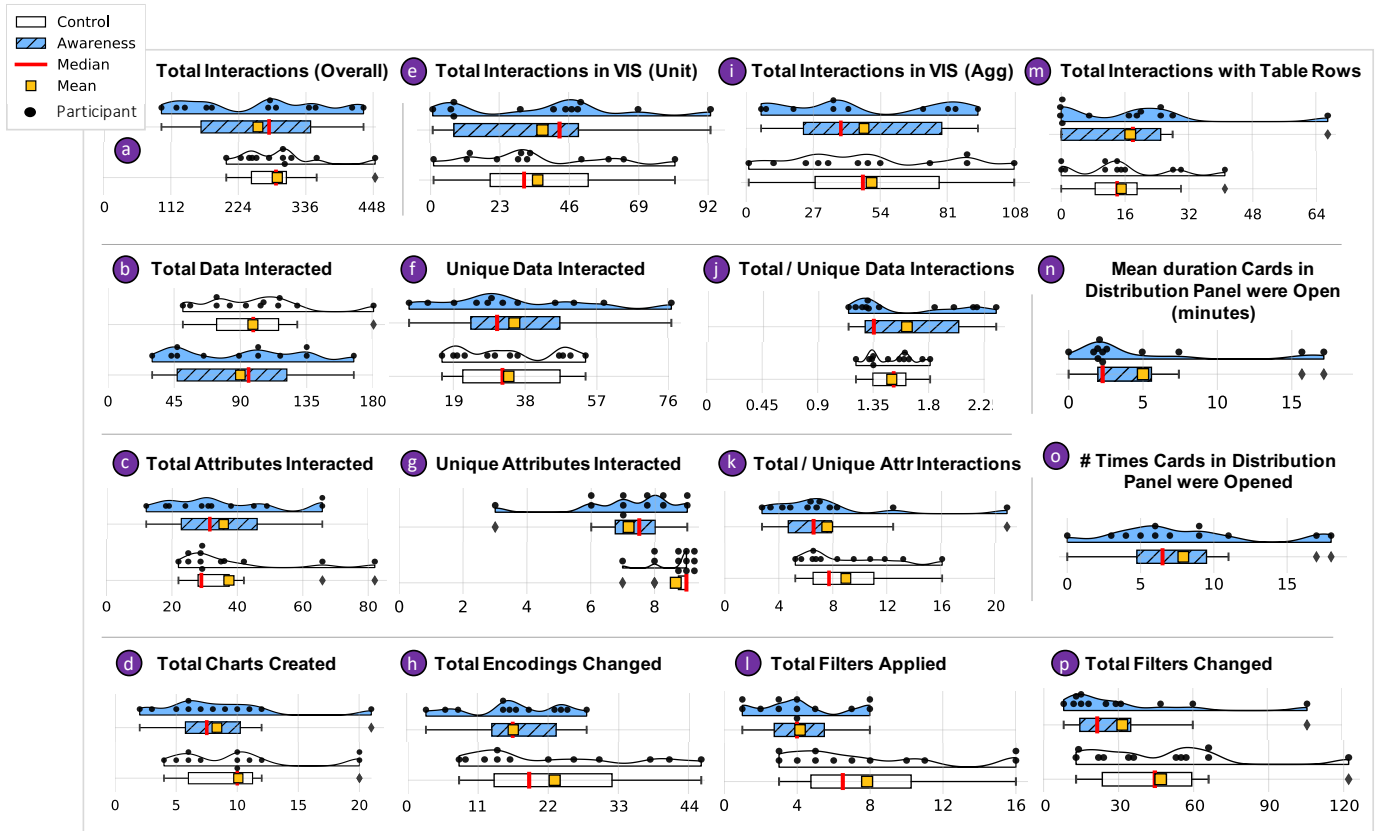 Control
Awareness
Median
Mean
Participant
a
Total Interactions (Overall)
0 112 224 336 448
e
Total Interactions in VIS (Unit)
0 23 46 69 92
i
Total Interactions in VIS (Agg)
0 27 54 81 108
m
Total Interactions with Table Rows
0 16 32 48 64
b
Total Data Interacted
0 45 90 135 180
f
Unique Data Interacted
19 38 57 76
j
Total / Unique Data Interactions
0 0.45 0.9 1.35 1.8 2.2
n
Mean duration Cards in
Distribution Panel were Open
(minutes)
0 5 10 15
c
Total Attributes Interacted
20 40 60 80
g
Unique Attributes Interacted
0 2 4 6 8
k
Total / Unique Attr Interactions
0 4 8 12 16 20
o
# Times Cards in Distribution
Panel were Opened
0 5 10 15
d
Total Charts Created
0 5 10 15 20
h
Total Encodings Changed
0 11 22 33 44
l
Total Filters Applied
0 4 8 12 16
p
Total Filters Changed
0 30 60 90 120